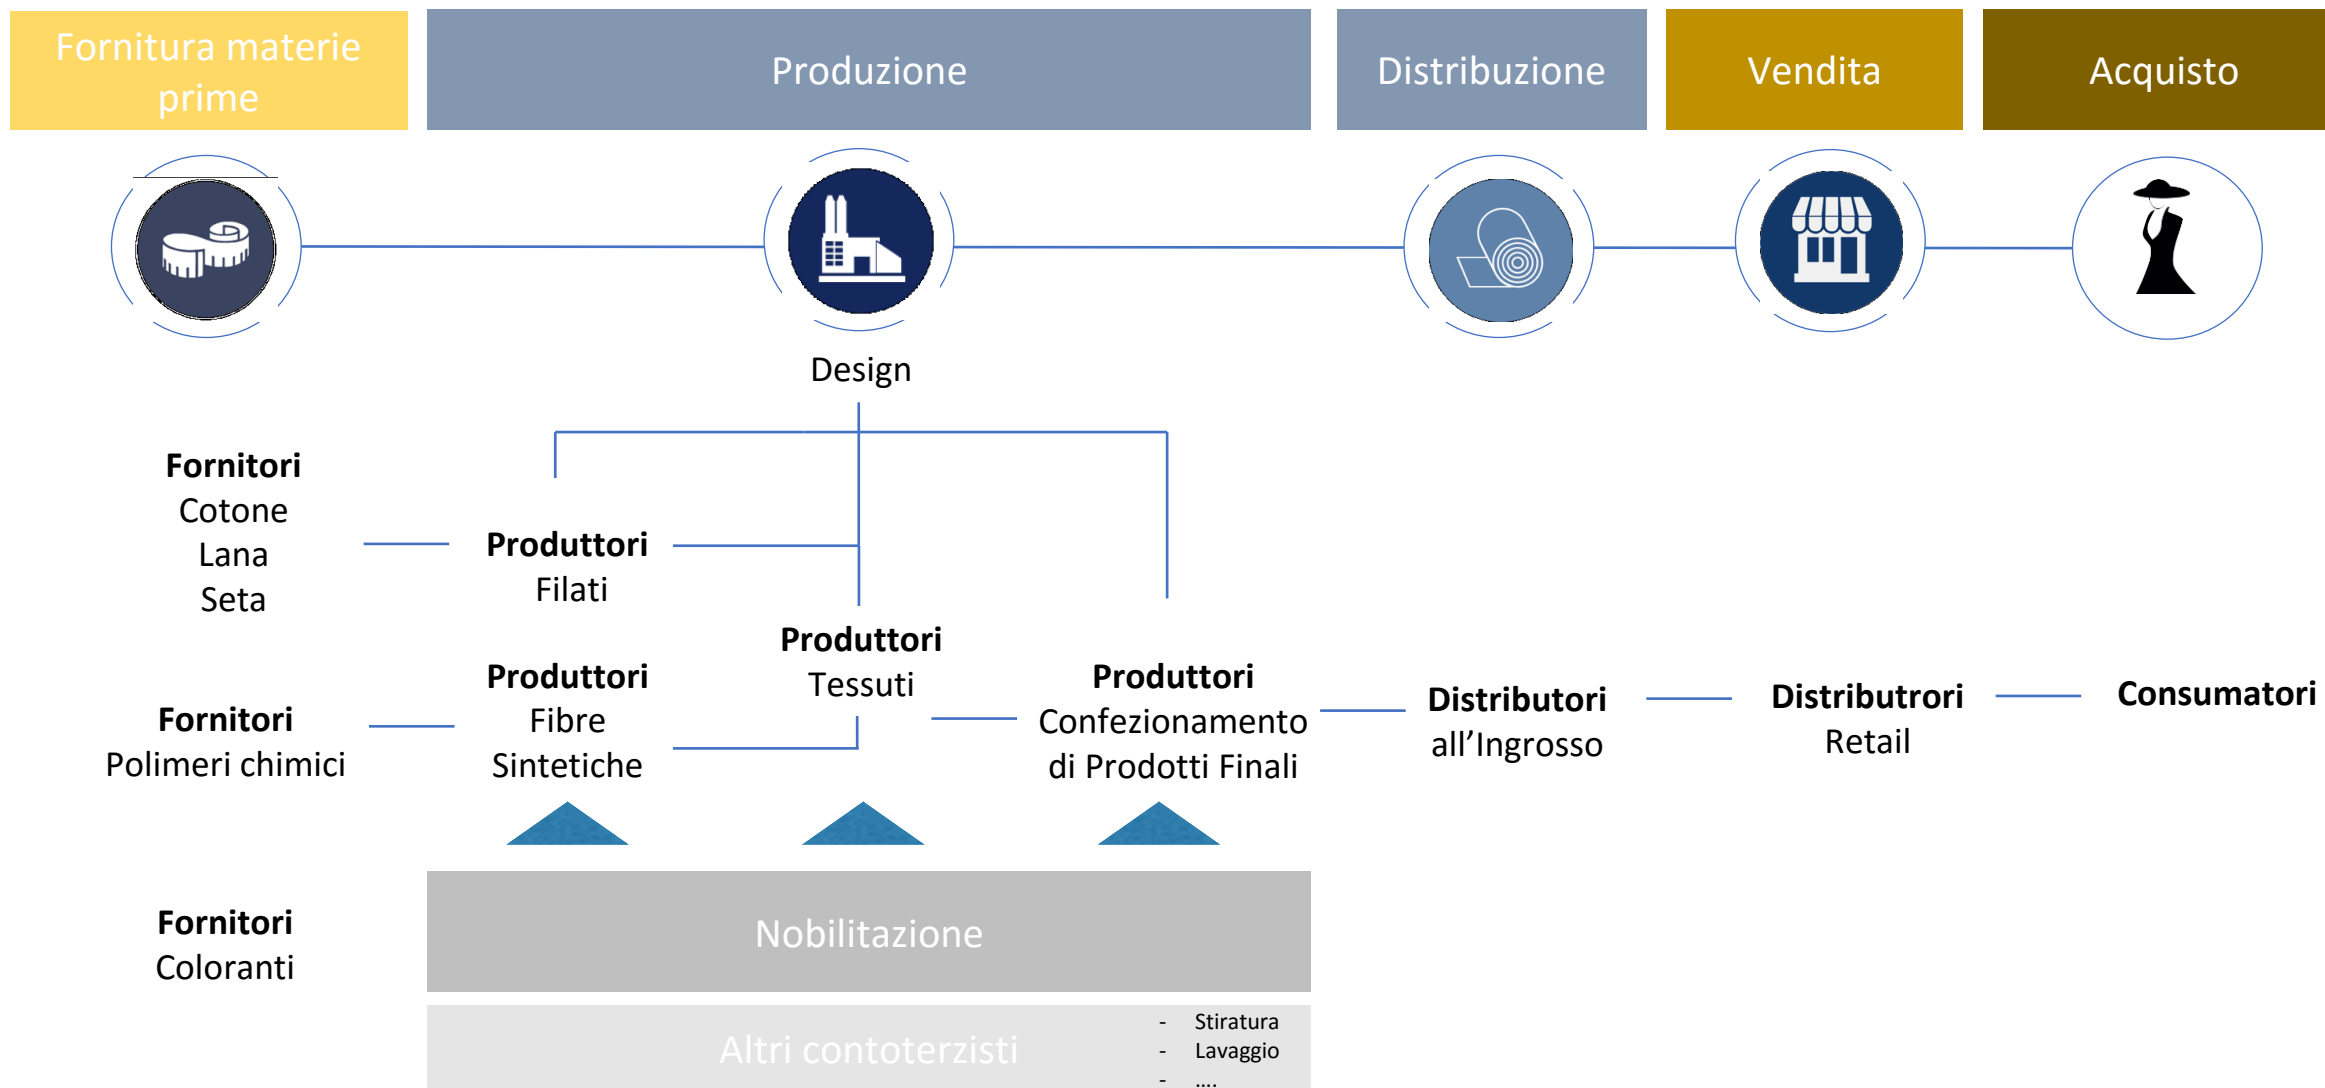 Fornitura materie
prime
Produzione
Distribuzione
Vendita
Acquisto
Design
Fornitori
Cotone
Lana
Seta
Produttori
Filati
Produttori
Tessuti
Fornitori
Polimeri chimici
Produttori
Fibre
Sintetiche
Produttori
Confezionamento
di Prodotti Finali
Distributori
all’Ingrosso
Distributrori
Retail
Consumatori
Fornitori
Coloranti
Nobilitazione
Altri contoterzisti
- Stiratura
- Lavaggio
- ….